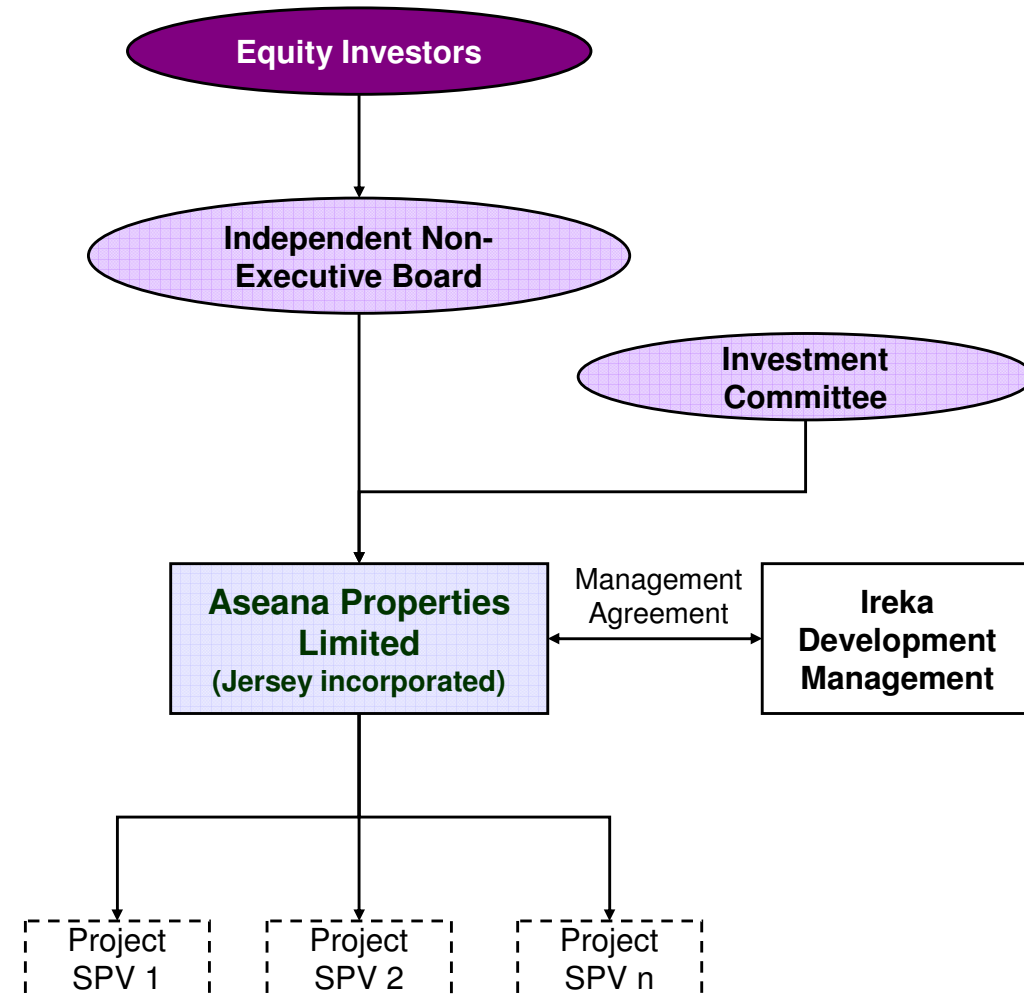 Equity Investors
Independent Non-
Executive Board
Investment
Committee
Aseana Properties
Limited
(Jersey incorporated)
Management
Agreement
Ireka
Development
Management
Project
SPV 1
Project
SPV 2
Project
SPV n